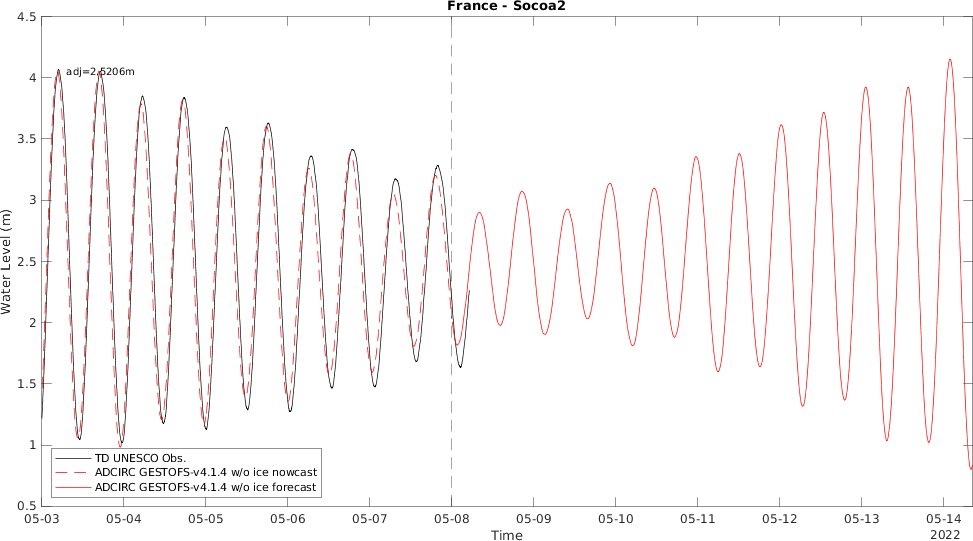 France - Socoa2
4.5
4
3.5
3
2.5
2
1.5
1
0.5
Water Level (m)
adj=2.5206m
TD UNESCO Obs.
ADCIRC GESTOFS-v4.1.4 w/o ice nowcast
ADCIRC GESTOFS-v4.1.4 w/o ice forecast
05-03 05-04 05-05 05-06 05-07 05-08 05-09 05-10 05-11 05-12 05-13 05-14
2022
Time